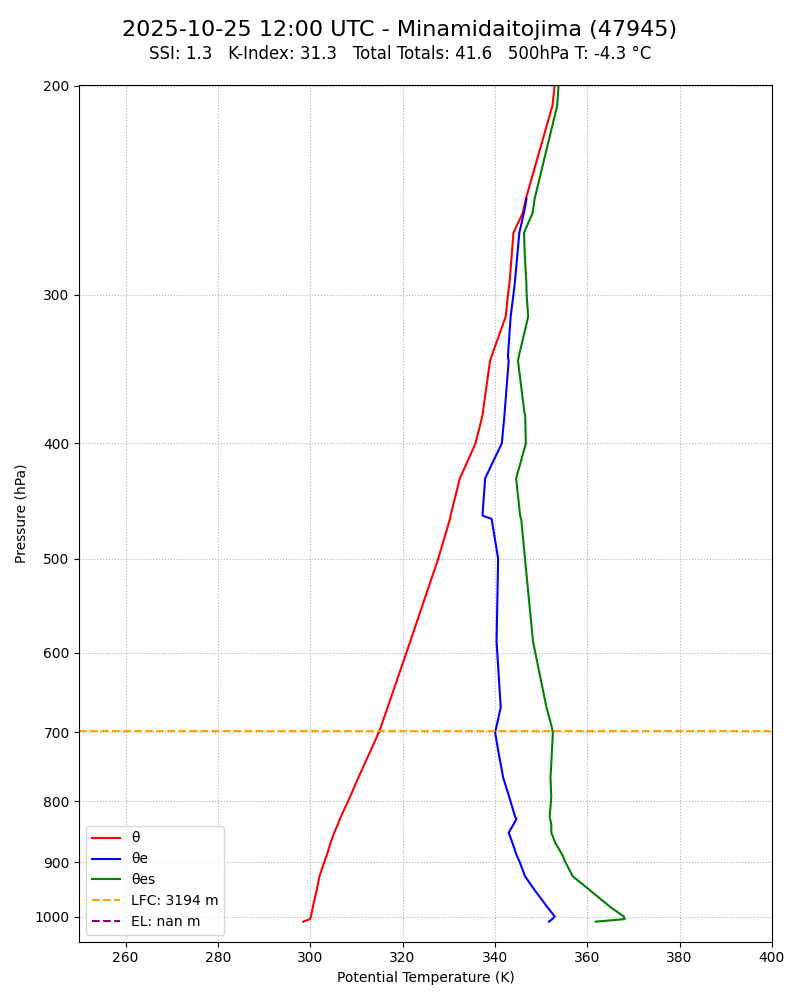 2025-10-25 12:00 UTC - Minamidaitojima (47945)
SSI: 1.3   K-Index: 31.3   Total Totals: 41.6   500hPa T: -4.3 °C
200
300
400
500
600
700
800
900
1000
Pressure (hPa)
θ
θe
θes
LFC: 3194 m
EL: nan m
260 280 300 320 340 360 380 400
Potential Temperature (K)